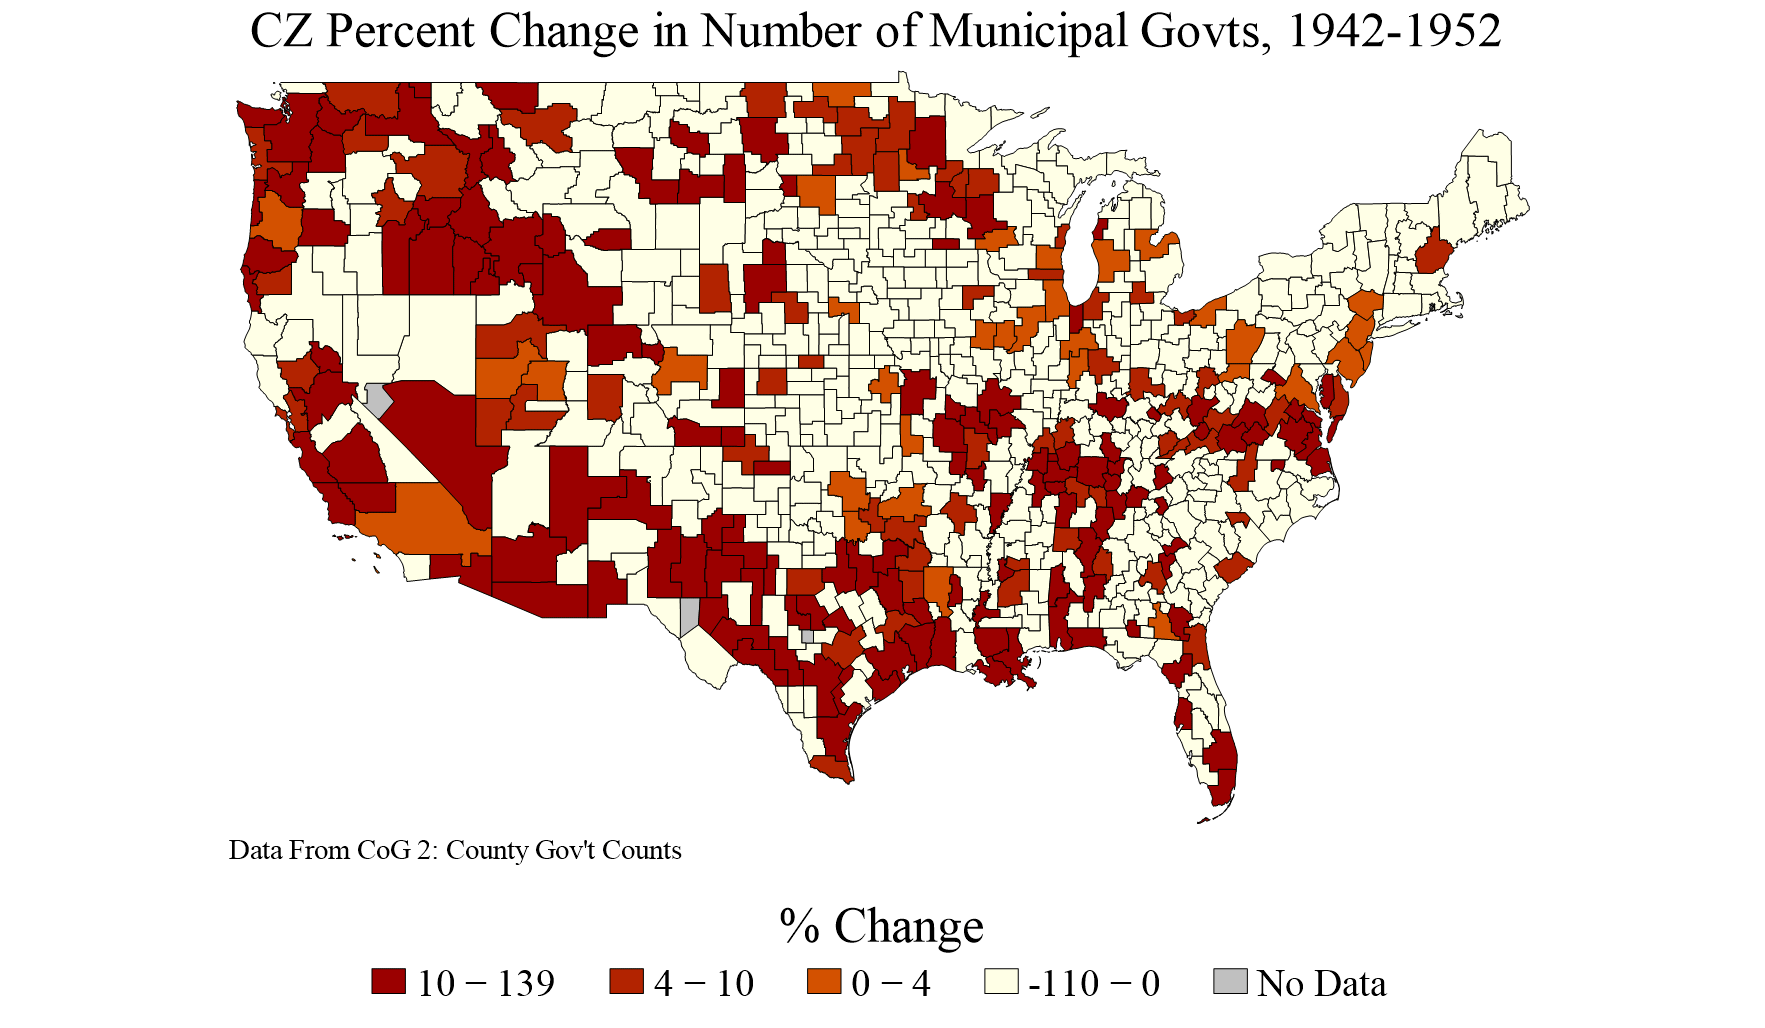 CZ Percent Change in Number of Municipal Govts, 1942-1952
Data From CoG 2: County Gov't Counts
% Change
10 − 139 4 − 10 0 − 4 -110 − 0 No Data